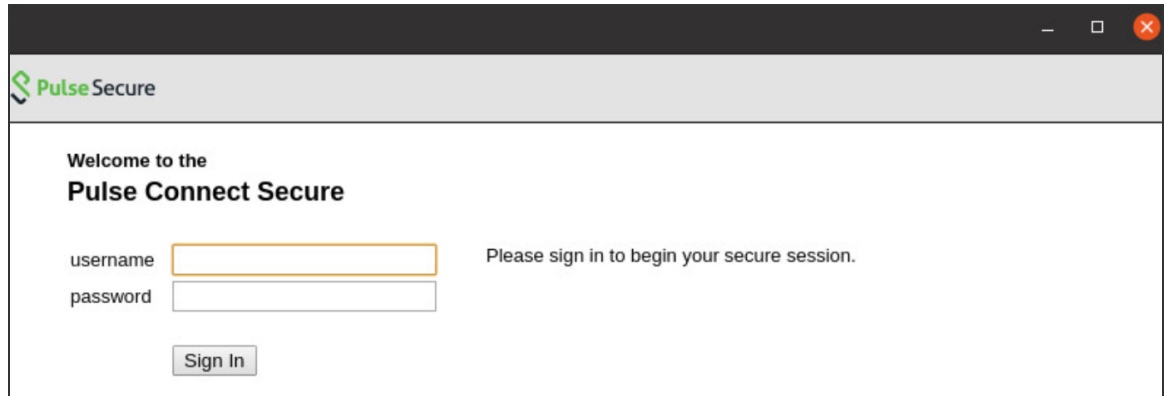 Pulse Secure
Welcome to the
Pulse Connect Secure
username
Please sign in to begin your secure session.
password
Sign In